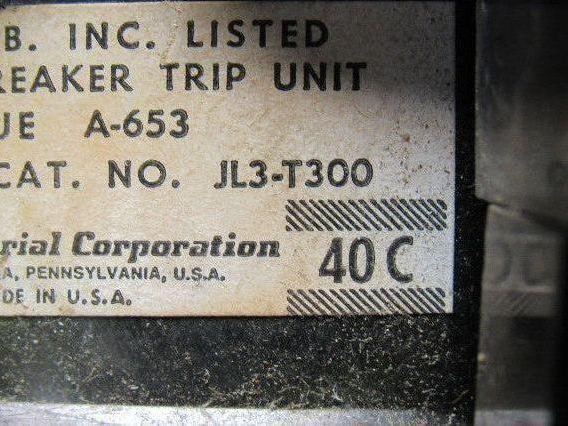 B. INC. LISTED
REAKER TRIP UNIT
UE A-653
CAT. NO. JL3-T300
rial Corporation
A, PENNSYLVANIA, U.S.A.
DE IN U.S.A.
40 C